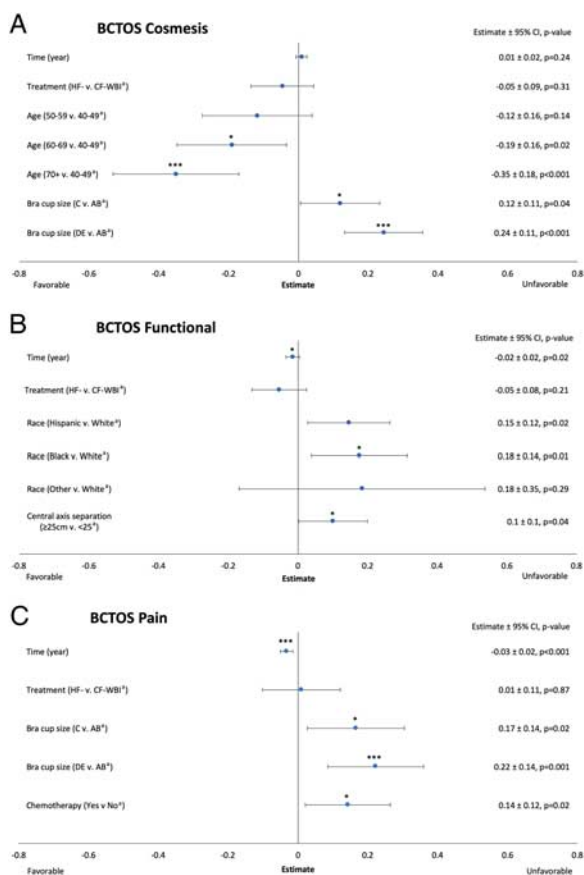 A
BCTOS Cosmesis
Estimate ± 95% CI, p-value
Time (year)
0.01 ± 0.02, p=0.24
Treatment (HF- v. CF-WBIª)
-0.05 ± 0.09, p=0.31
Age (50-59 v. 40-49ª)
-0.12 ± 0.16, p=0.14
*
Age (60-69 v. 40-49ª)
-0.19 ± 0.16, p=0.02
***
Age (70+ v. 40-49ª)
-0.35 ± 0.18, p<0.001
*
Bra cup size (C v. ABª)
0.12 ± 0.11, p=0.04
***
Bra cup size (DE v. ABª)
0.24 ± 0.11, p<0.001
-0.8 -0.6 -0.4 -0.2 0 0.2 0.4 0.6 0.8
Favorable Estimate Unfavorable
B
BCTOS Functional
Estimate ± 95% CI, p-value
*
Time (year)
-0.02 ± 0.02, p=0.02
Treatment (HF- v. CF-WBIª)
-0.05 ± 0.08, p=0.21
Race (Hispanic v. Whiteª)
0.15 ± 0.12, p=0.02
*
Race (Black v. Whiteª)
0.18 ± 0.14, p=0.01
Race (Other v. Whiteª)
0.18 ± 0.35, p=0.29
*
Central axis separation
(≥25cm v. <25ª)
0.1 ± 0.1, p=0.04
-0.8 -0.6 -0.4 -0.2 0 0.2 0.4 0.6 0.8
Favorable Estimate Unfavorable
C
BCTOS Pain
Estimate ± 95% CI, p-value
***
Time (year)
-0.03 ± 0.02, p<0.001
Treatment (HF- v. CF-WBIª)
0.01 ± 0.11, p=0.87
*
Bra cup size (C v. ABª)
0.17 ± 0.14, p=0.02
***
Bra cup size (DE v. ABª)
0.22 ± 0.14, p=0.001
*
Chemotherapy (Yes v Noª)
0.14 ± 0.12, p=0.02
-0.8 -0.6 -0.4 -0.2 0 0.2 0.4 0.6 0.8
Favorable Estimate Unfavorable